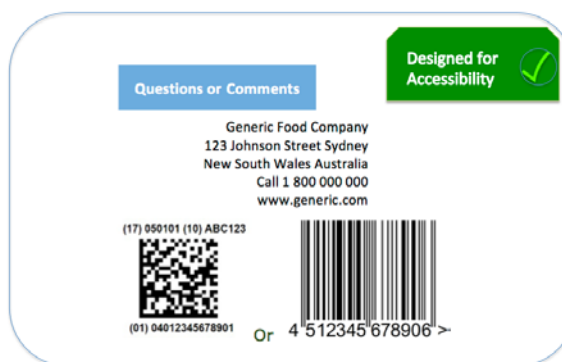 Designed for
Accessibility
Questions or Comments
Generic Food Company
123 Johnson Street Sydney
New South Wales Australia
Call 1 800 000 000
www.generic.com
(17) 050101 (10) ABC123
(01) 04012345678901
Or
4 512345 678906 >